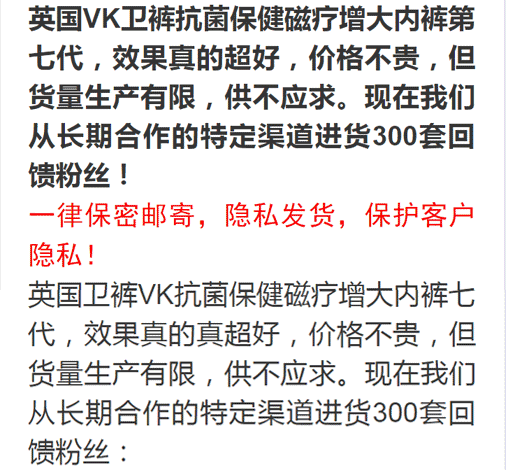 英国VK卫裤抗菌保健磁疗增大内裤第
七代，效果真的超好，价格不贵，但
货量生产有限，供不应求。现在我们
从长期合作的特定渠道进货300套回
馈粉丝！
一律保密邮寄，隐私发货，保护客户
隐私！
英国卫裤VK抗菌保健磁疗增大内裤七
代，效果真的真超好，价格不贵，但
货量生产有限，供不应求。现在我们
从长期合作的特定渠道进货300套回
馈粉丝：